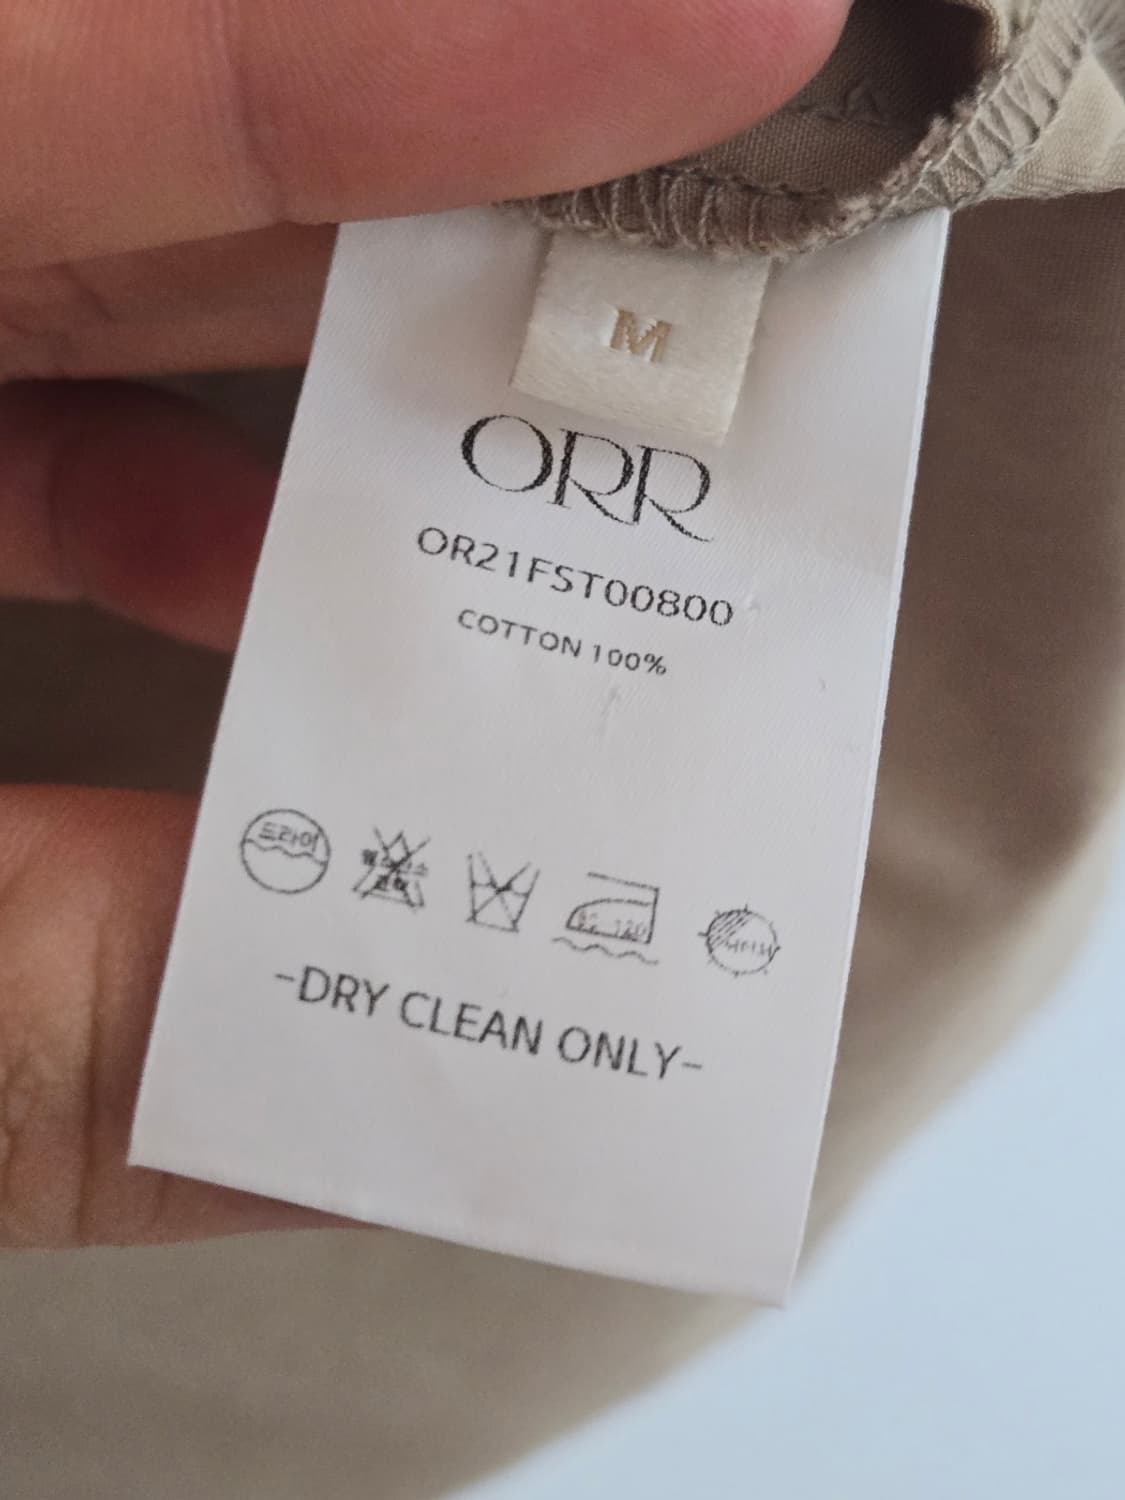 M
ORR
OR21FST00800
COTTON 100%
드라이
-DRY CLEAN ONLY-